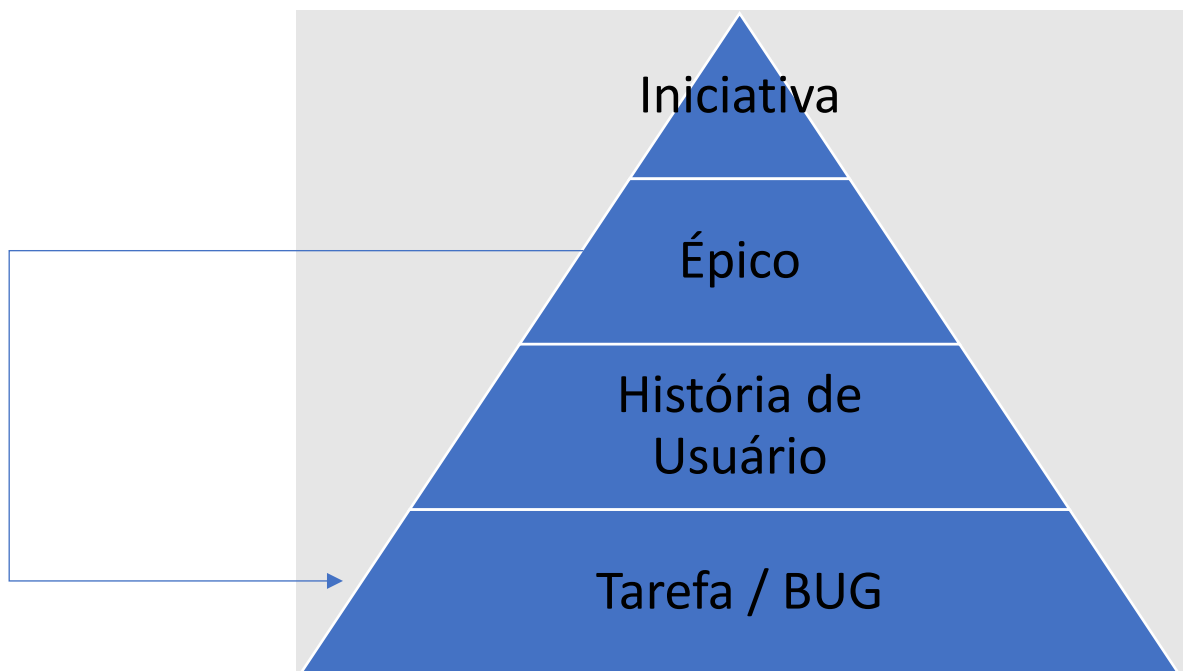 Iniciativa
Épico
História de
Usuário
Tarefa / BUG